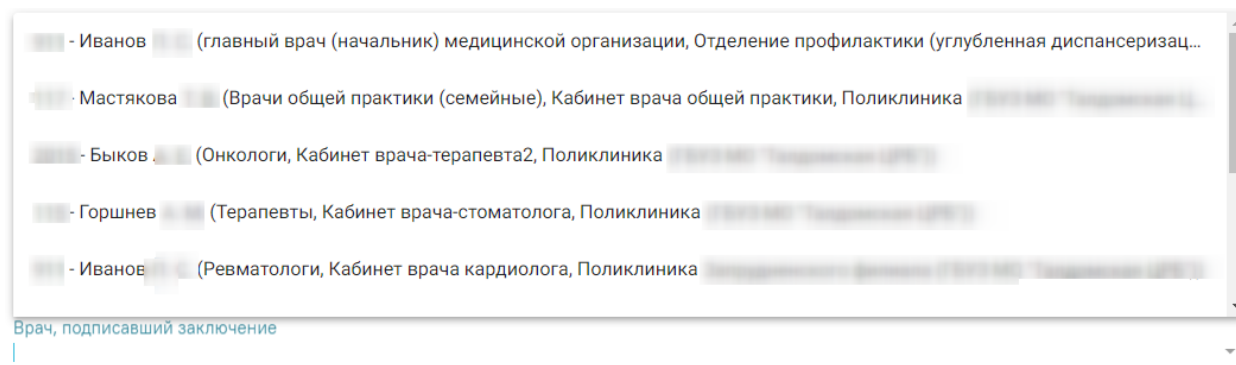 - Иванов (главный врач (начальник) медицинской организации, Отделение профилактики (углубленная диспансеризац...
- Мастякова (Врачи общей практики (семейные), Кабинет врача общей практики, Поликлиника
- Быков (Онкологи, Кабинет врача-терапевта2, Поликлиника
- Горшнев (Терапевты, Кабинет врача-стоматолога, Поликлиника
- Иванов (Ревматологи, Кабинет врача кардиолога, Поликлиника
Врач, подписавший заключение